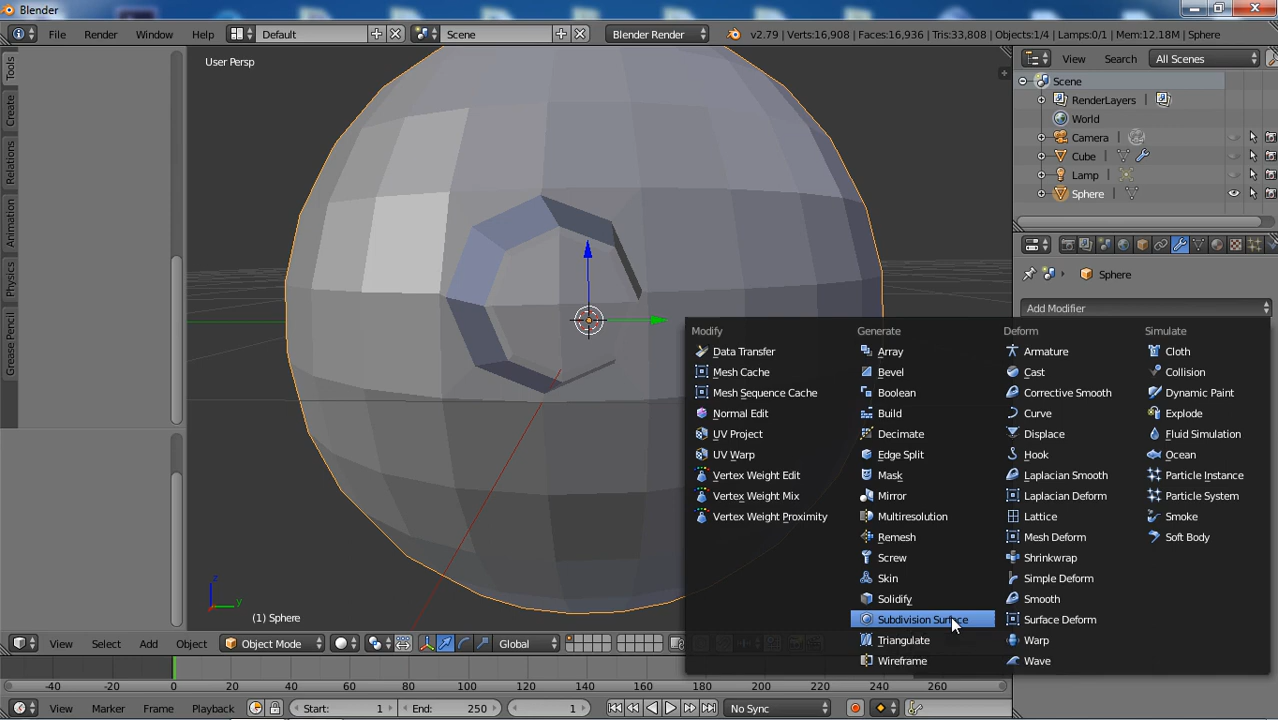 Blender
File Render Window Help Default Scene Blender Render v2.79 | Verts:16,908 | Faces:16,936 | Tris:33,808 | Objects:1/4 | Lamps:0/1 | Mem:12.18M | Sphere
Tools
Create
Relations
Animation
Physics
Grease Pencil
User Persp
View Search All Scenes
Scene
RenderLayers
World
Camera
Cube
Lamp
Sphere
Sphere
Add Modifier
Modify
Data Transfer
Mesh Cache
Mesh Sequence Cache
Normal Edit
UV Project
UV Warp
Vertex Weight Edit
Vertex Weight Mix
Vertex Weight Proximity
Generate
Array
Bevel
Boolean
Build
Decimate
Edge Split
Mask
Mirror
Multiresolution
Remesh
Screw
Skin
Solidify
Subdivision Surface
Triangulate
Wireframe
Deform
Armature
Cast
Corrective Smooth
Curve
Displace
Hook
Laplacian Smooth
Laplacian Deform
Lattice
Mesh Deform
Shrinkwrap
Simple Deform
Smooth
Surface Deform
Warp
Wave
Simulate
Cloth
Collision
Dynamic Paint
Explode
Fluid Simulation
Ocean
Particle Instance
Particle System
Smoke
Soft Body
z
y
(1) Sphere
View Select Add Object Object Mode Global
-40 -20 0 20 40 60 80 100 120 140 160 180 200 220 240 260
View Marker Frame Playback Start: 1 End: 250 1 No Sync